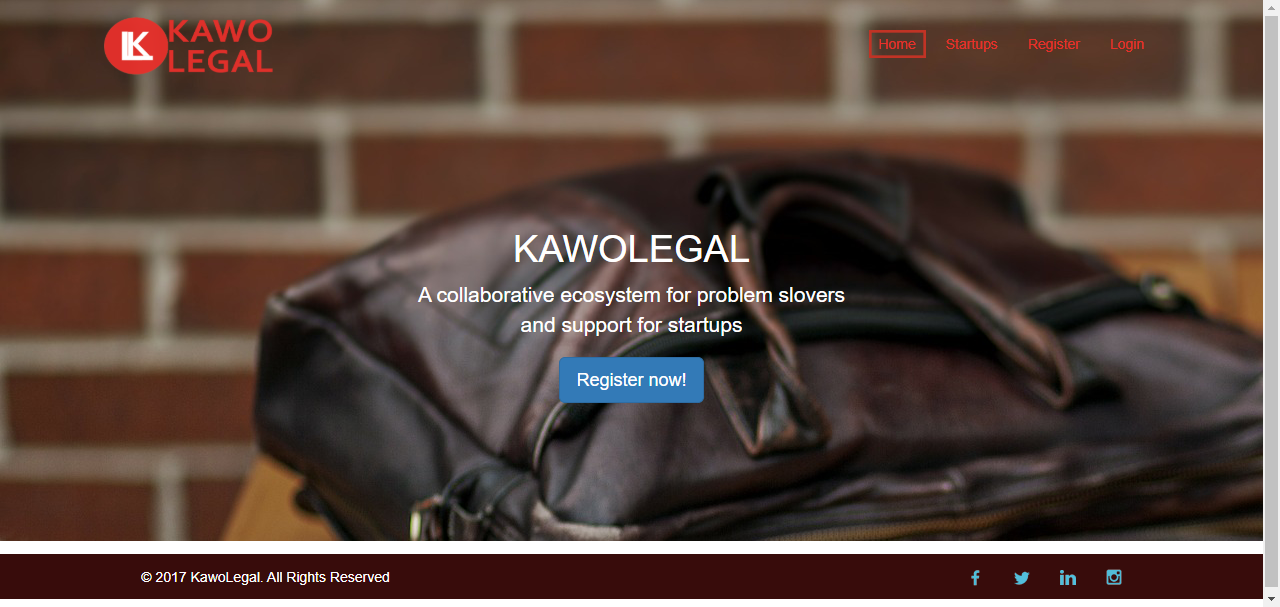 KAWO
LEGAL
Home Startups Register Login
KAWOLEGAL
A collaborative ecosystem for problem slovers
and support for startups
Register now!
© 2017 KawoLegal. All Rights Reserved